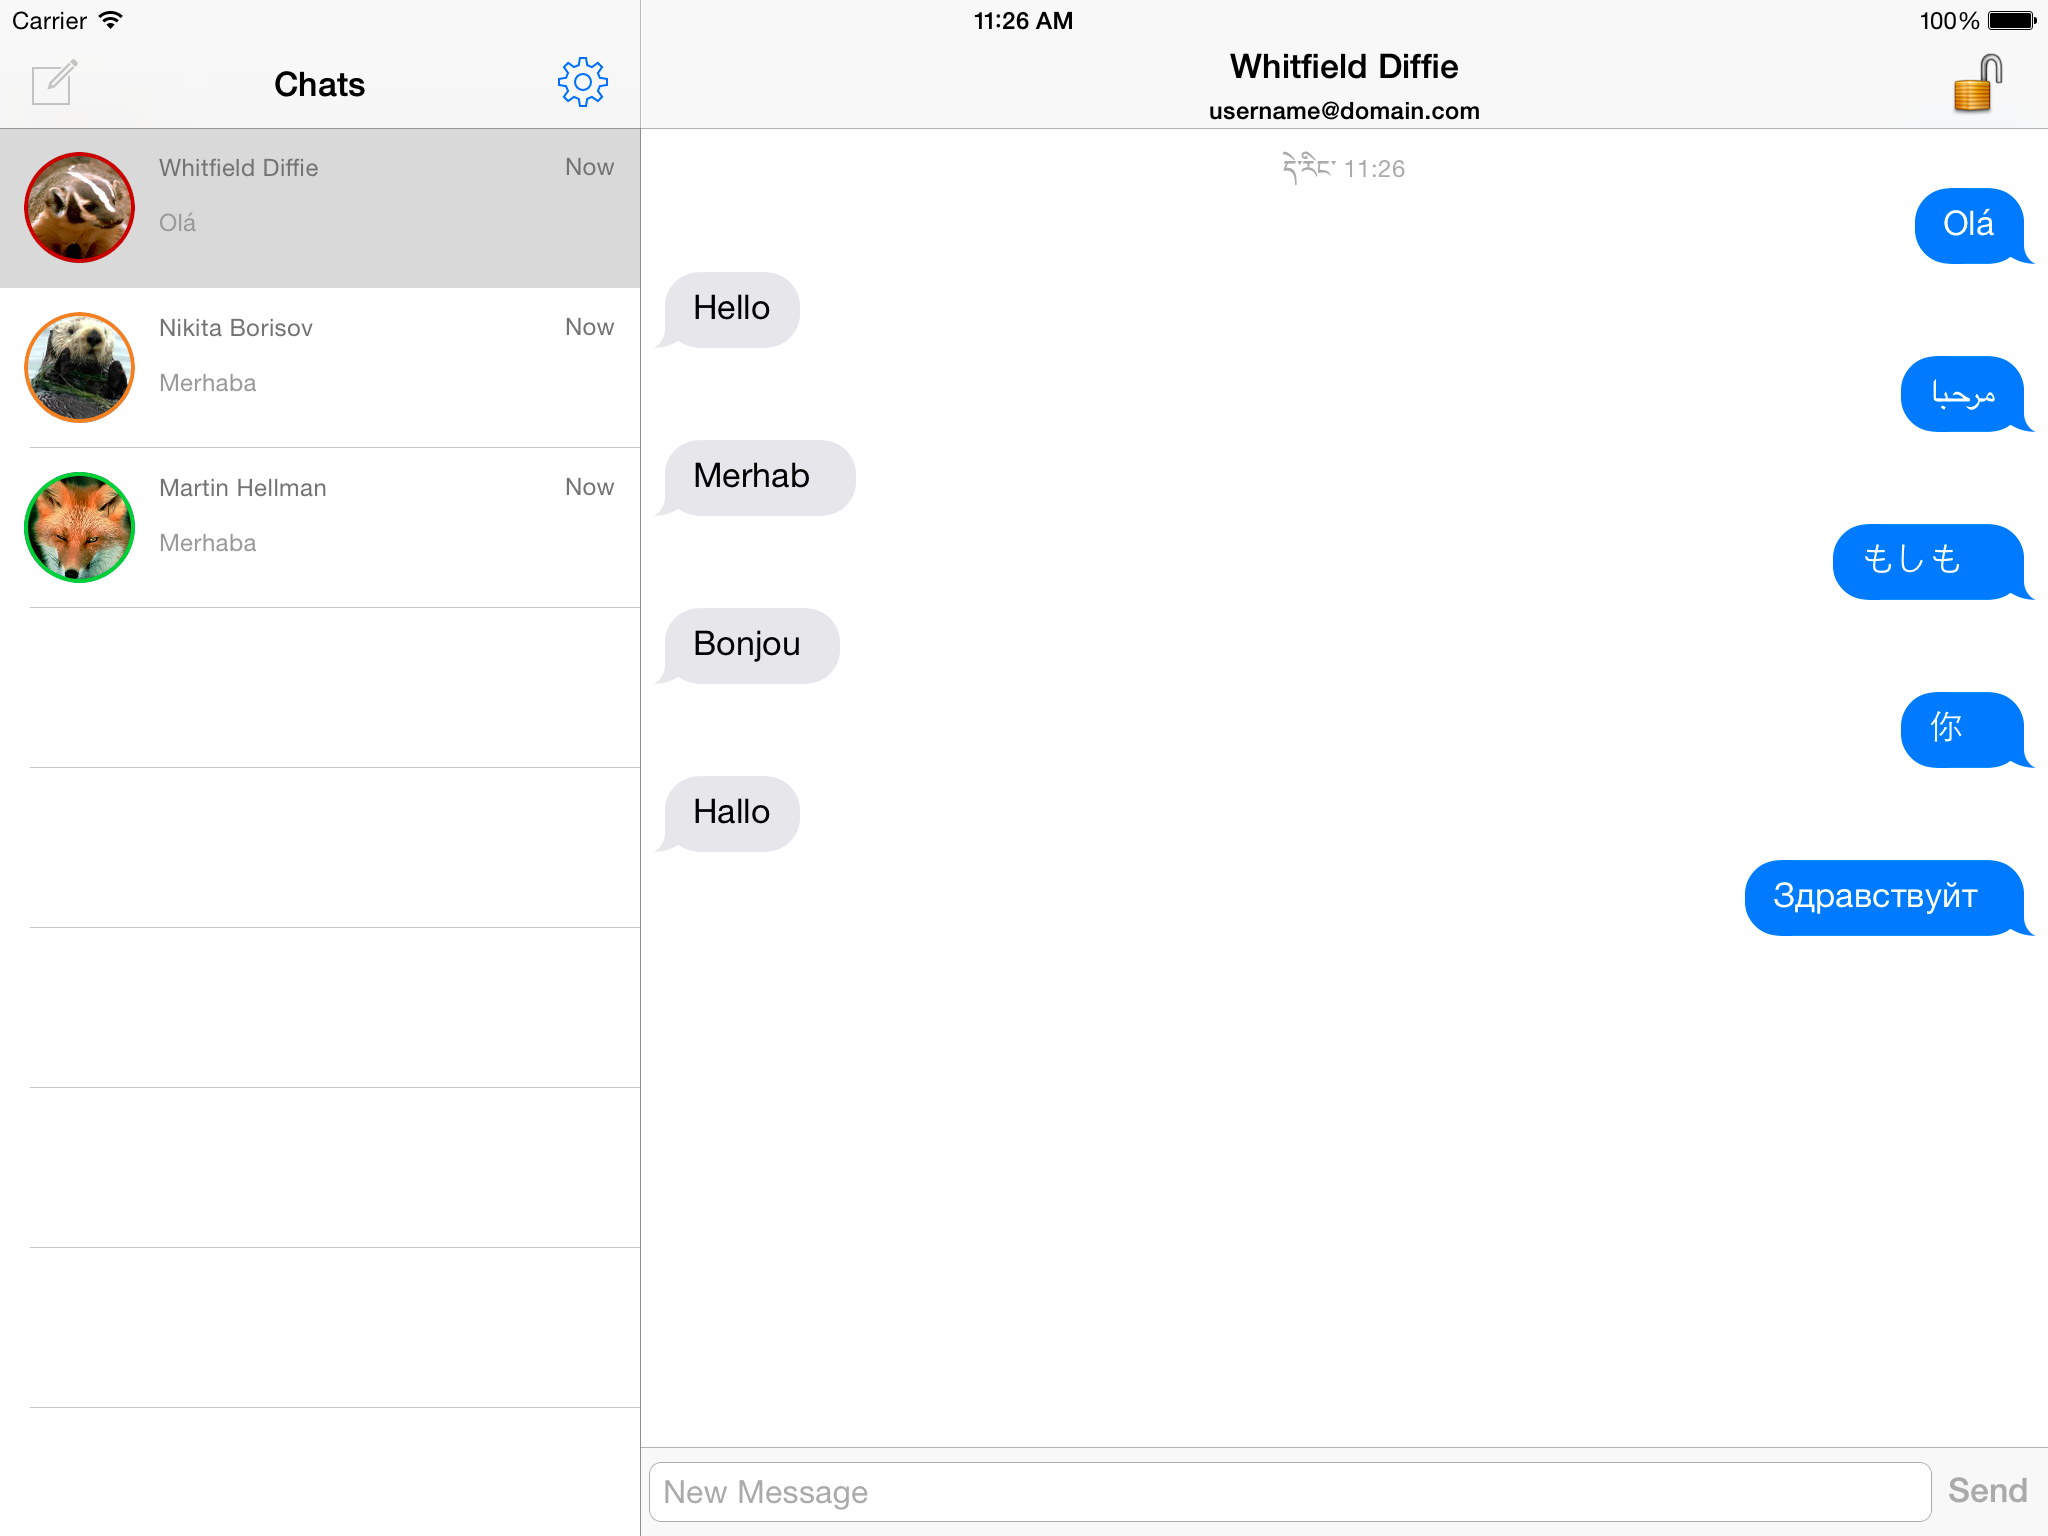 Carrier
11:26 AM
100%
Chats
Whitfield Diffie
Now
Olá
Nikita Borisov
Now
Merhaba
Martin Hellman
Now
Merhaba
Whitfield Diffie
username@domain.com
དེ་རིང་ 11:26
Olá
Hello
مرحبا
Merhab
もしも
Bonjou
你
Hallo
Здравствуйт
New Message
Send